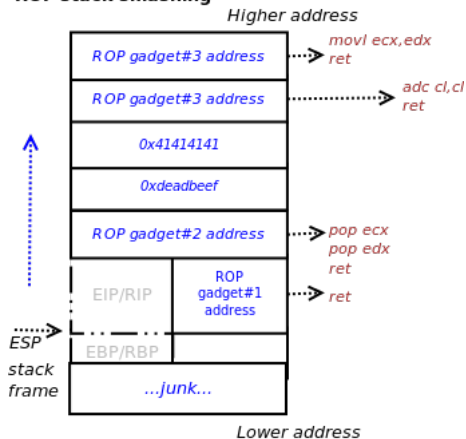 Higher address
ROP gadget#3 address
movl ecx,edx
ret
ROP gadget#3 address
adc cl,cl
ret
0x41414141
0xdeadbeef
ROP gadget#2 address
pop ecx
pop edx
ret
EIP/RIP
ROP
gadget#1
address
ret
ESP
EBP/RBP
stack
frame
...junk...
Lower address